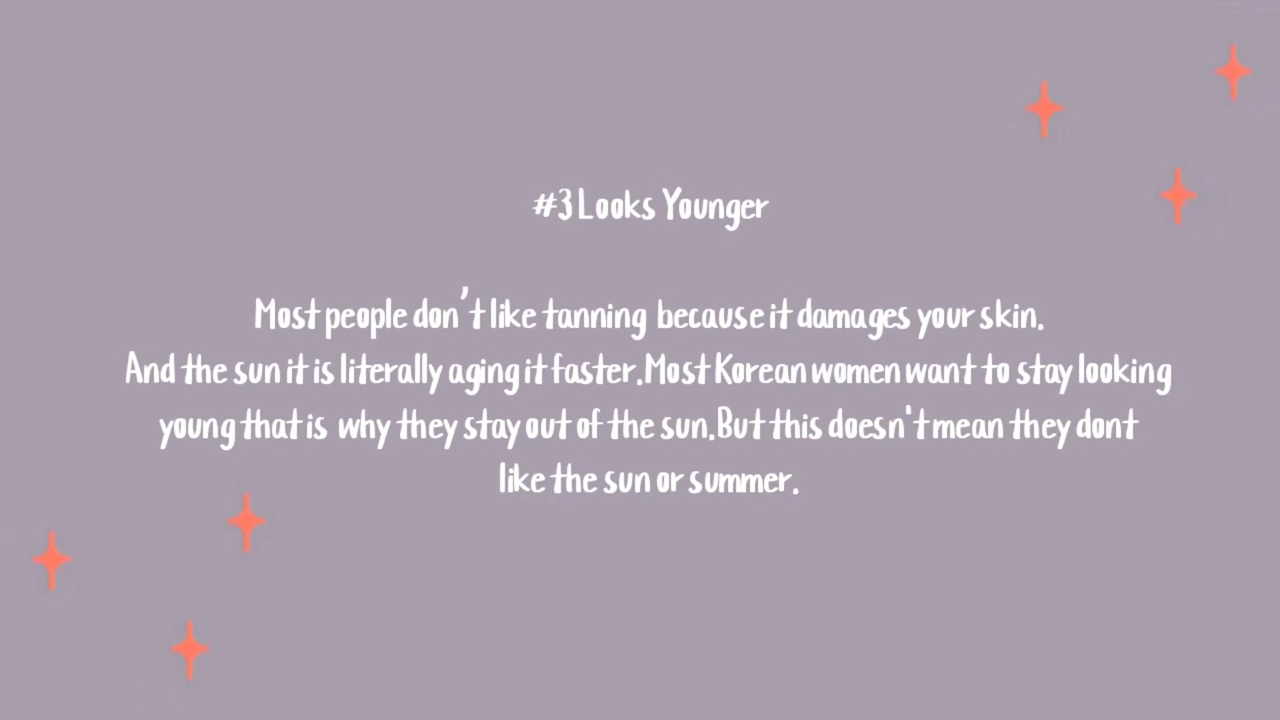 #3 Looks Younger
Most people don't like tanning because it damages your skin.
And the sun it is literally aging it faster.Most Korean women want to stay looking
young that is why they stay out of the sun.But this doesn't mean they dont
like the sun or summer.